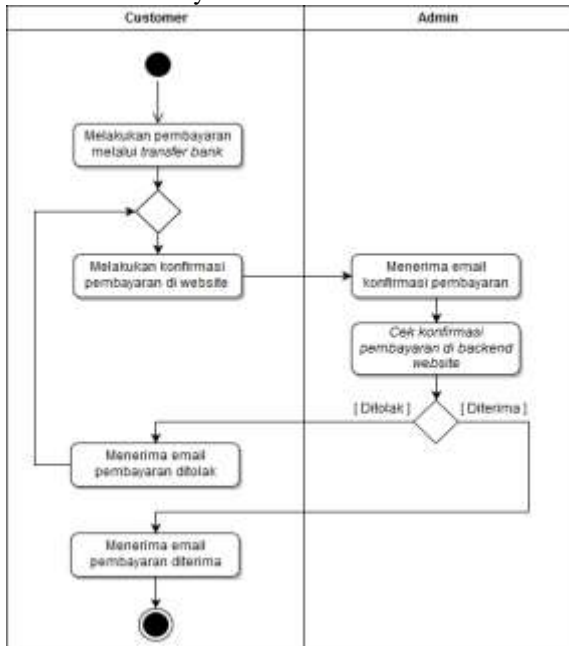 Customer
Admin
Melakukan pembayaran
melalui transfer bank
Melakukan konfirmasi
pembayaran di website
Menerima email
konfirmasi pembayaran
Cek konfirmasi
pembayaran di backend
website
[ Ditolak ]
[ Diterima ]
Menerima email
pembayaran ditolak
Menerima email
pembayaran diterima